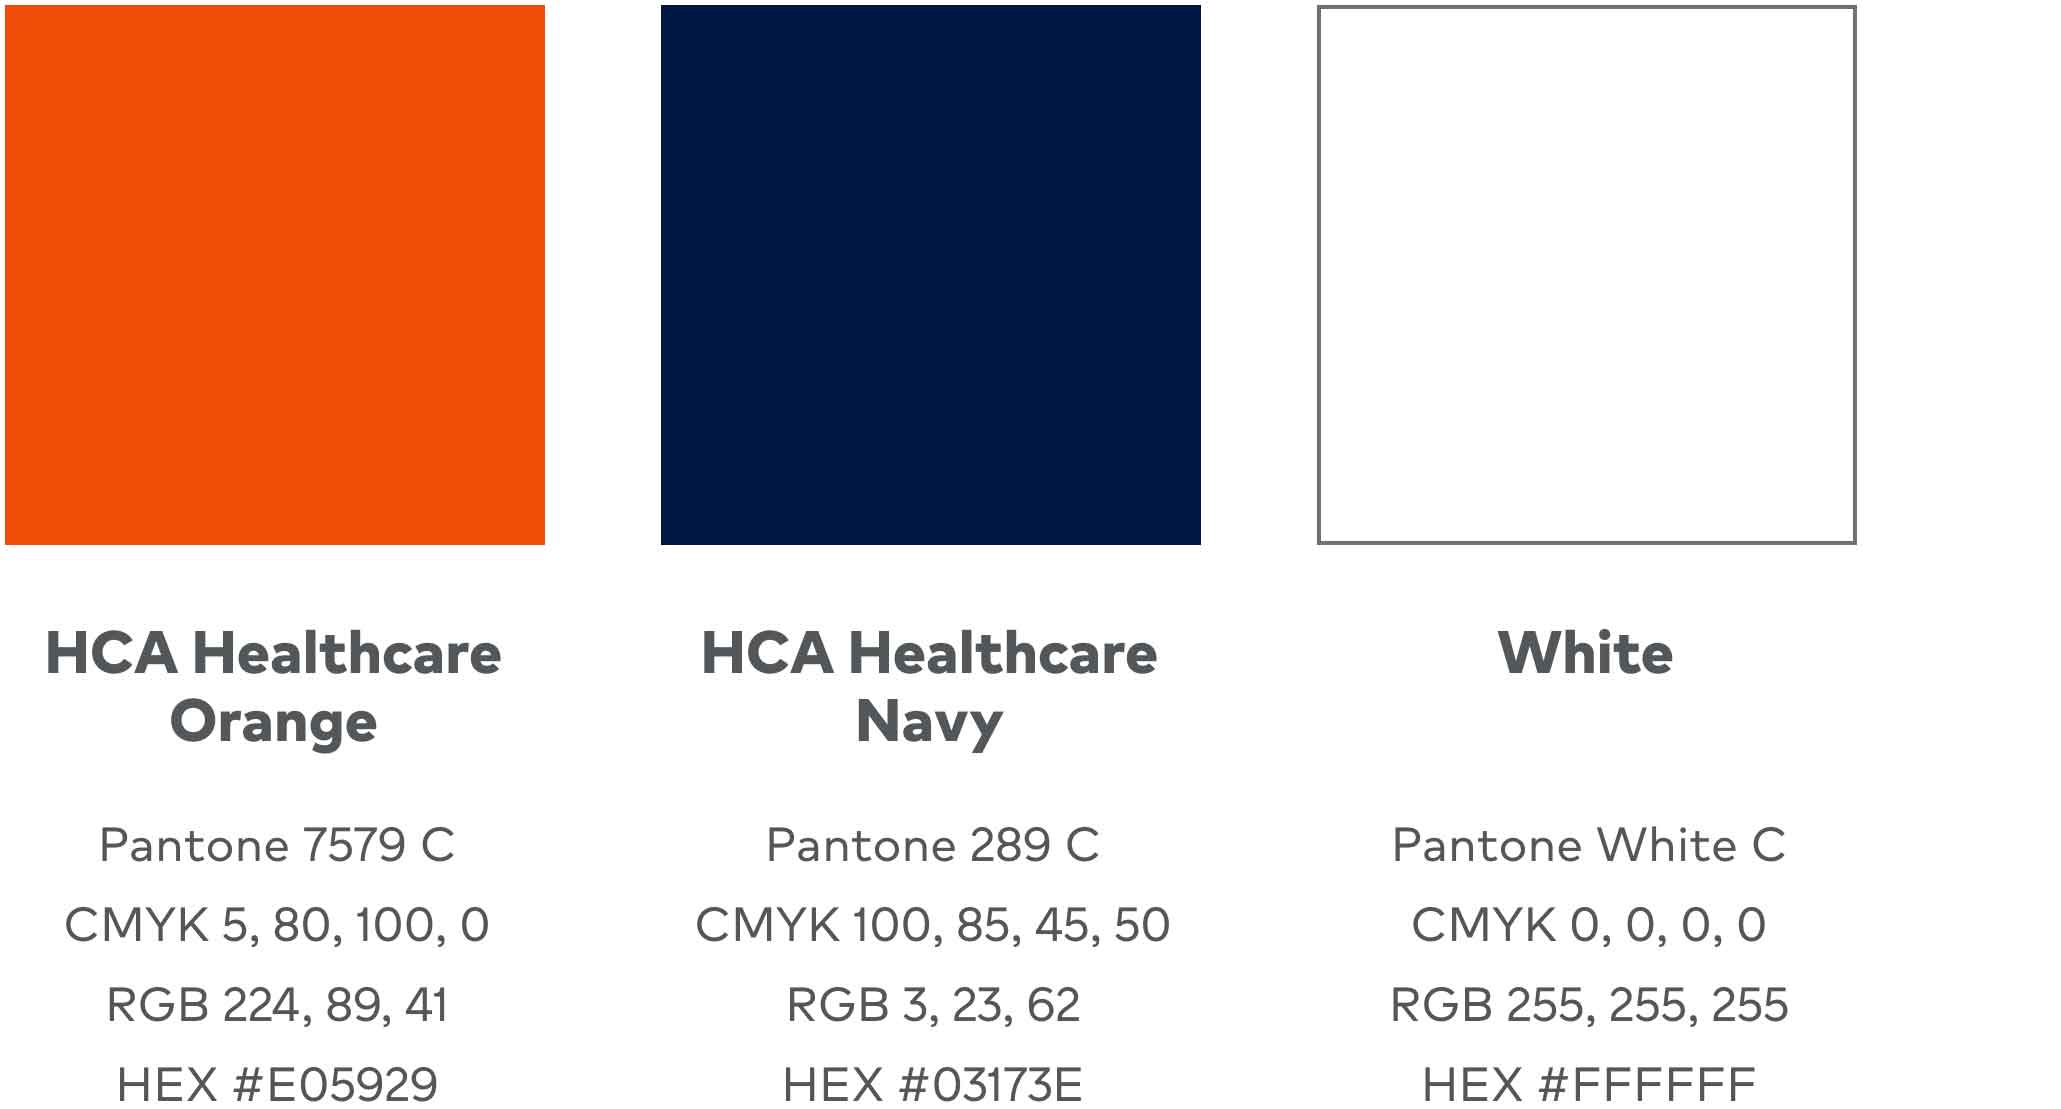 HCA Healthcare
Orange
Pantone 7579 C
CMYK 5, 80, 100, 0
RGB 224, 89, 41
HEX #E05929
HCA Healthcare
Navy
Pantone 289 C
CMYK 100, 85, 45, 50
RGB 3, 23, 62
HEX #03173E
White
Pantone White C
CMYK 0, 0, 0, 0
RGB 255, 255, 255
HEX #FFFFFF